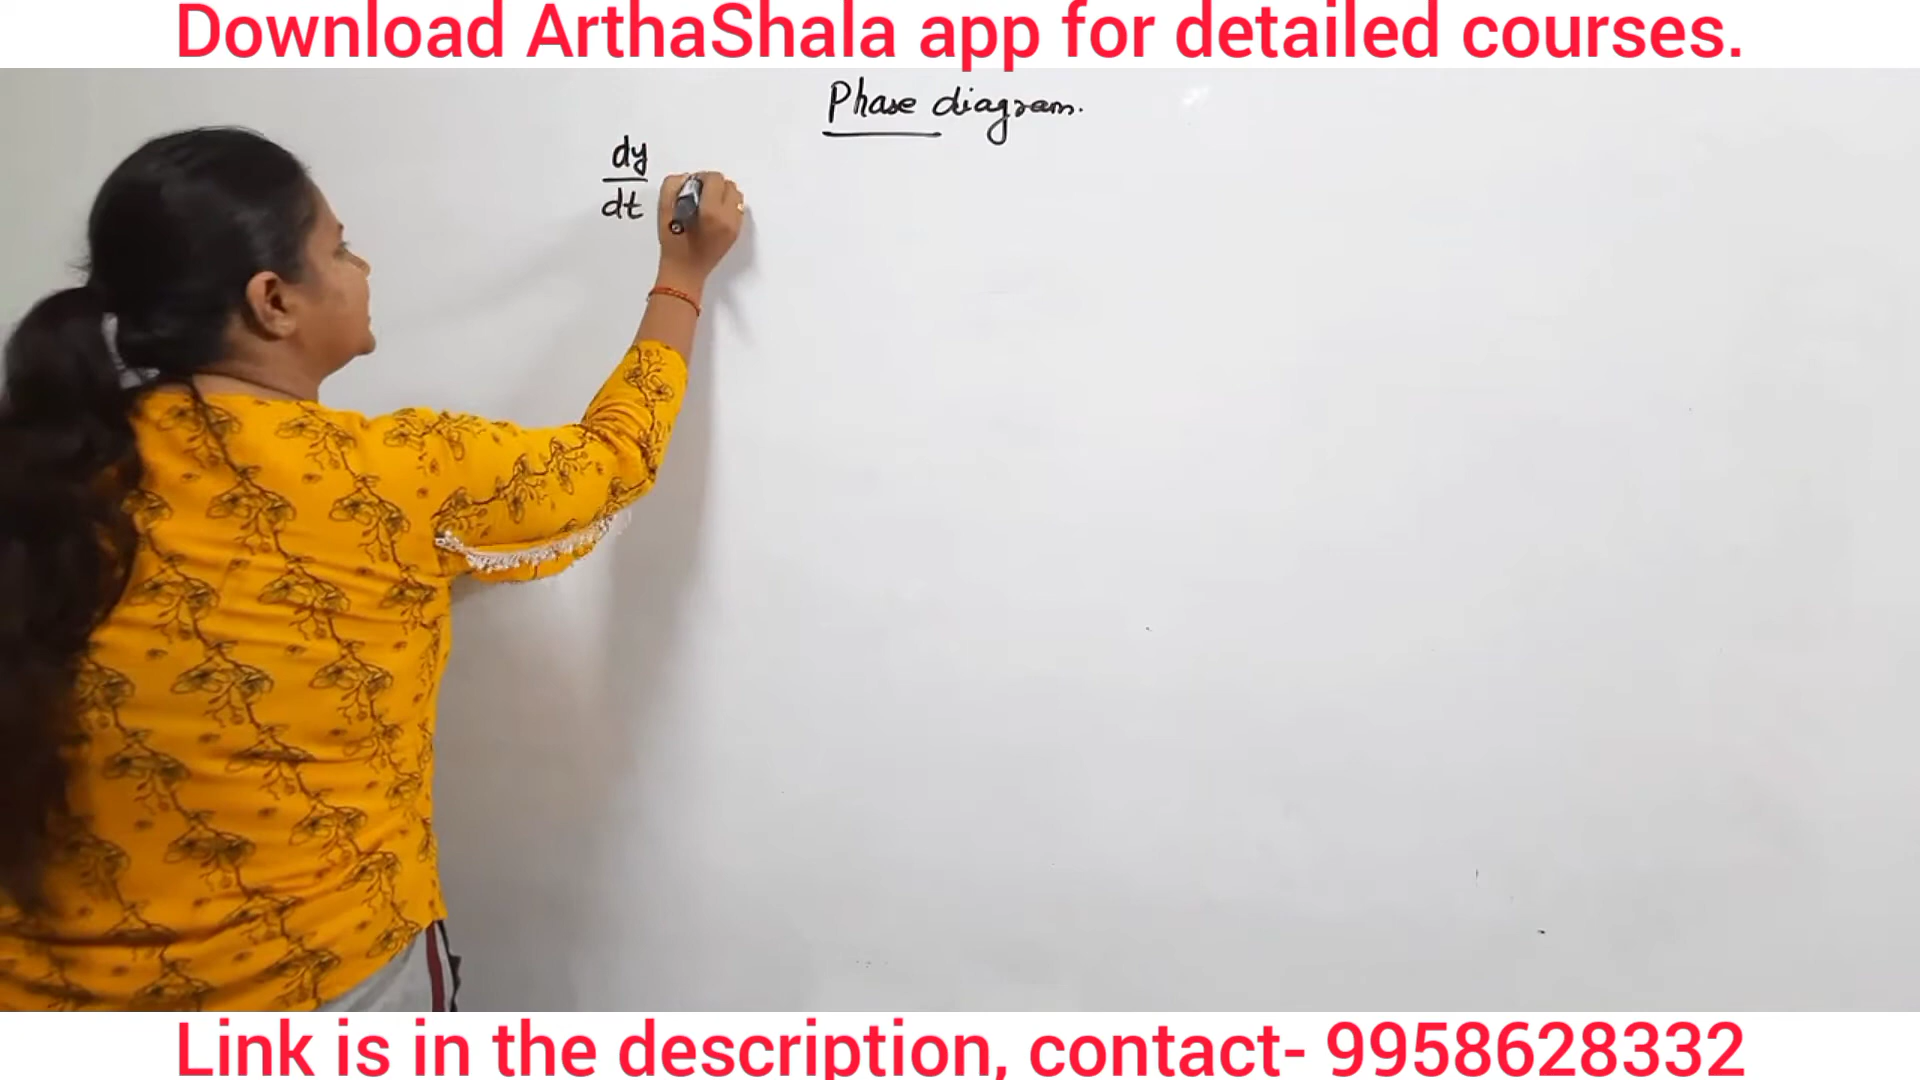 Download ArthaShala app for detailed courses.
Phase diagram.
dy
dt
Link is in the description, contact- 9958628332